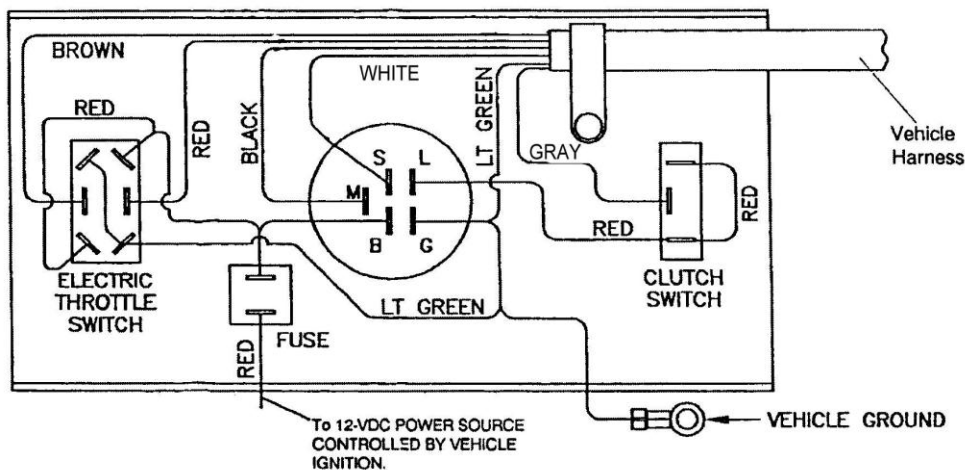 BROWN
WHITE
RED
RED
BLACK
LT GREEN
GRAY
Vehicle
Harness
S L
M
B G
RED
RED
ELECTRIC
THROTTLE
SWITCH
CLUTCH
SWITCH
LT GREEN
FUSE
RED
To 12-VDC POWER SOURCE
CONTROLLED BY VEHICLE
IGNITION.
VEHICLE GROUND